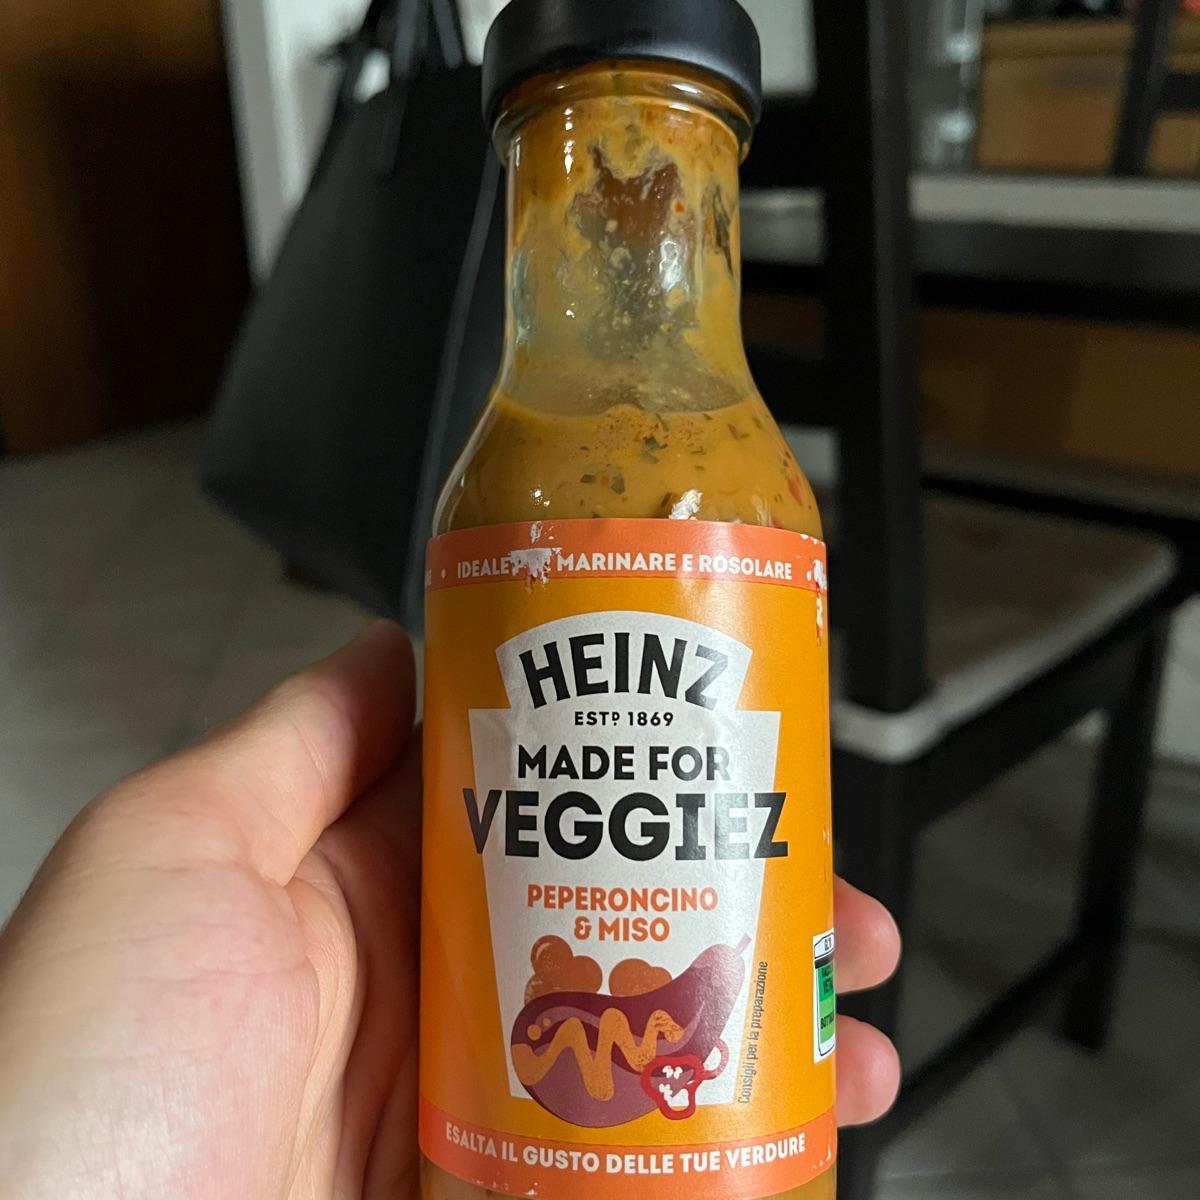 IDEALE MARINARE E ROSOLARE
HEINZ
ESTD 1869
MADE FOR
VEGGIEZ
PEPERONCINO
& MISO
Consigli per la preparazione
ESALTA IL GUSTO DELLE TUE VERDURE